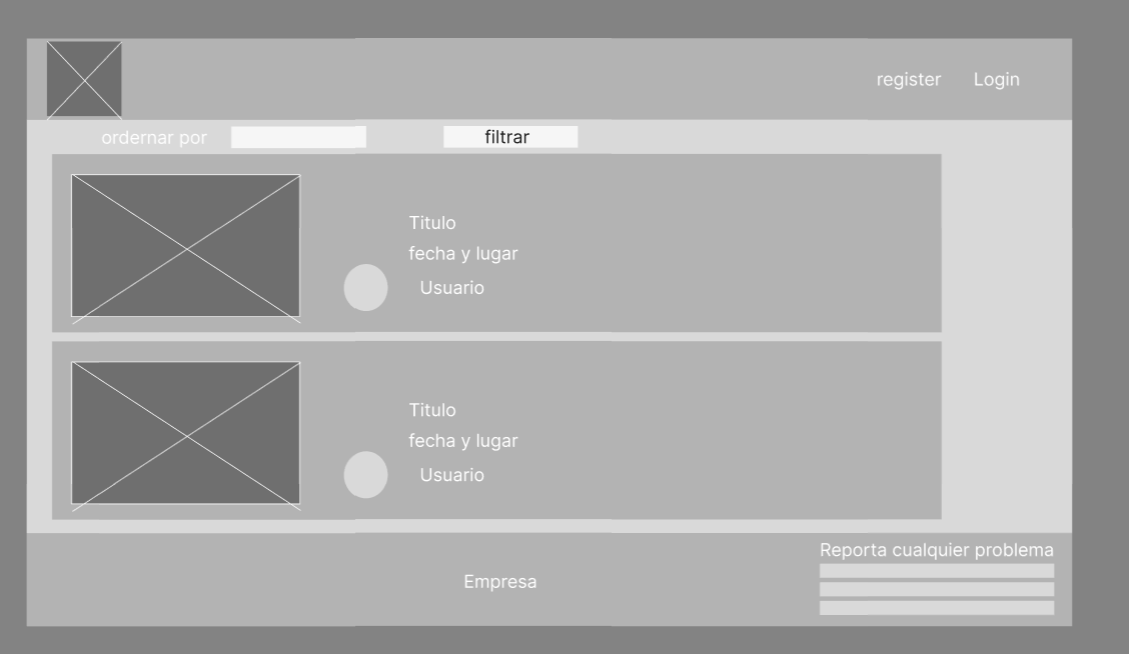 register Login
ordernar por filtrar
Titulo
fecha y lugar
Usuario
Titulo
fecha y lugar
Usuario
Reporta cualquier problema
Empresa